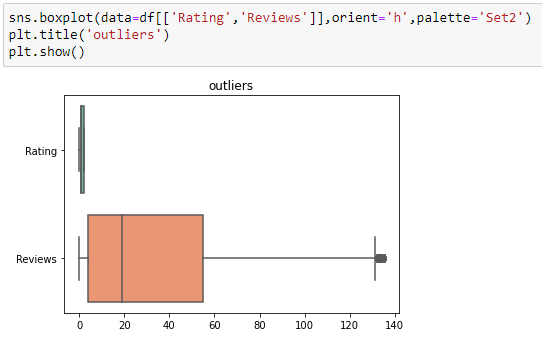 sns.boxplot(data=df[['Rating','Reviews']],orient='h',palette='Set2')
plt.title('outliers')
plt.show()
outliers
Rating
Reviews
0 20 40 60 80 100 120 140